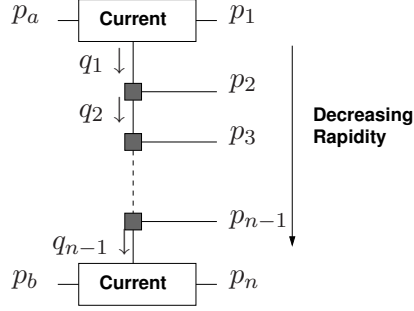 p_a Current p_1
q_1
p_2
q_2
p_3
Decreasing
Rapidity
p_{n-1}
q_{n-1}
p_b Current p_n